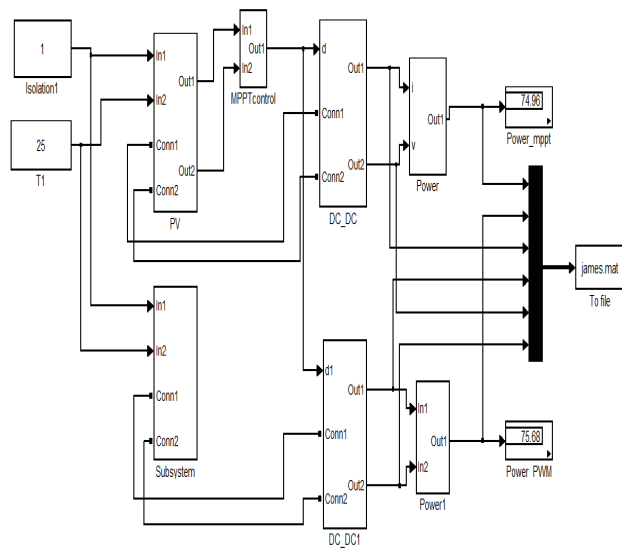 1
Isolation1
25
T1
In1
In2
Conn1
Conn2
Out1
Out2
PV
In1
In2
Out1
MPPTcontrol
d
Conn1
Conn2
Out1
Out2
DC_DC
i
v
Out1
Power
74.96
Power_mppt
james.mat
To file
In1
In2
Conn1
Conn2
Subsystem
d1
Conn1
Conn2
Out1
Out2
DC_DC1
In1
In2
Out1
Power1
75.68
Power PWM